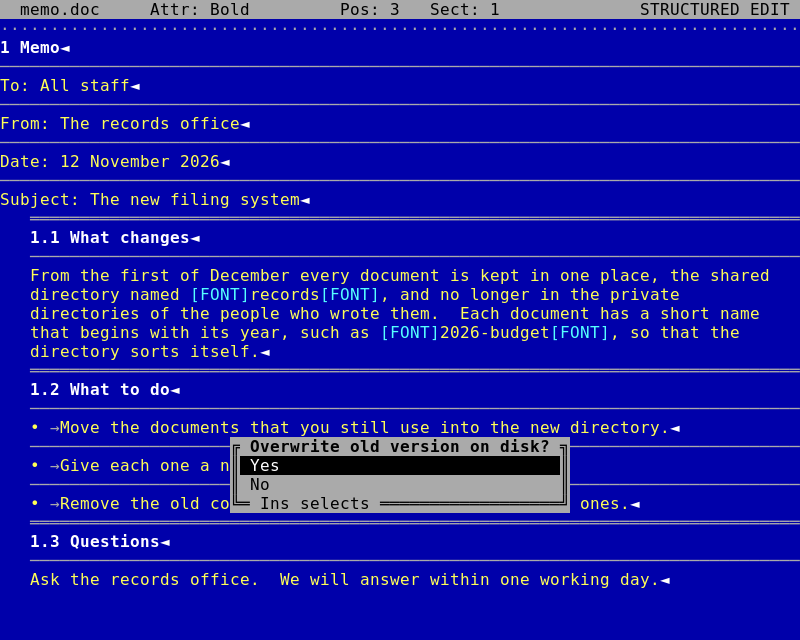 memo.doc     Attr: Bold         Pos: 3   Sect: 1              STRUCTURED EDIT
1 Memo◄
To: All staff◄
From: The records office◄
Date: 12 November 2026◄
Subject: The new filing system◄
1.1 What changes◄
From the first of December every document is kept in one place, the shared
directory named [FONT]records[FONT], and no longer in the private
directories of the people who wrote them.  Each document has a short name
that begins with its year, such as [FONT]2026-budget[FONT], so that the
directory sorts itself.◄
1.2 What to do◄
• →Move the documents that you still use into the new directory.◄
Overwrite old version on disk?
• →Give each one a n
Yes
No
• →Remove the old co
Ins selects
ones.◄
1.3 Questions◄
Ask the records office.  We will answer within one working day.◄